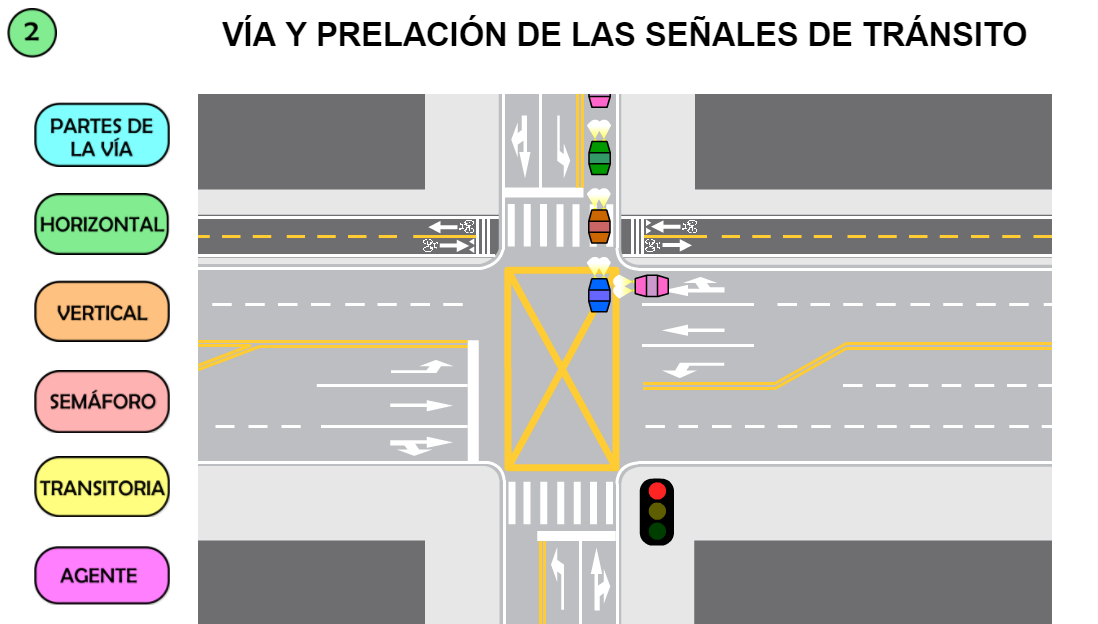 2
VÍA Y PRELACIÓN DE LAS SEÑALES DE TRÁNSITO
PARTES DE
LA VÍA
HORIZONTAL
VERTICAL
SEMÁFORO
TRANSITORIA
AGENTE